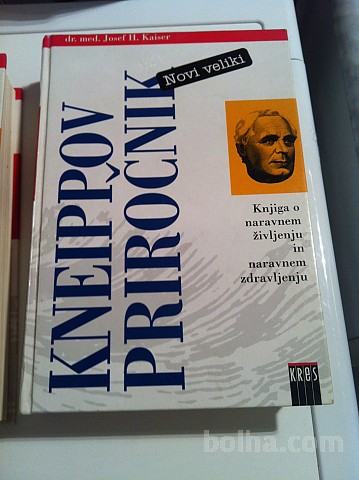 dr. med. Josef H. Kaiser
Novi veliki
KNEIPPOV
PRIROČNIK
Knjiga o
naravnem
življenju
in
naravnem
zdravljenju
KRES
bolha.com